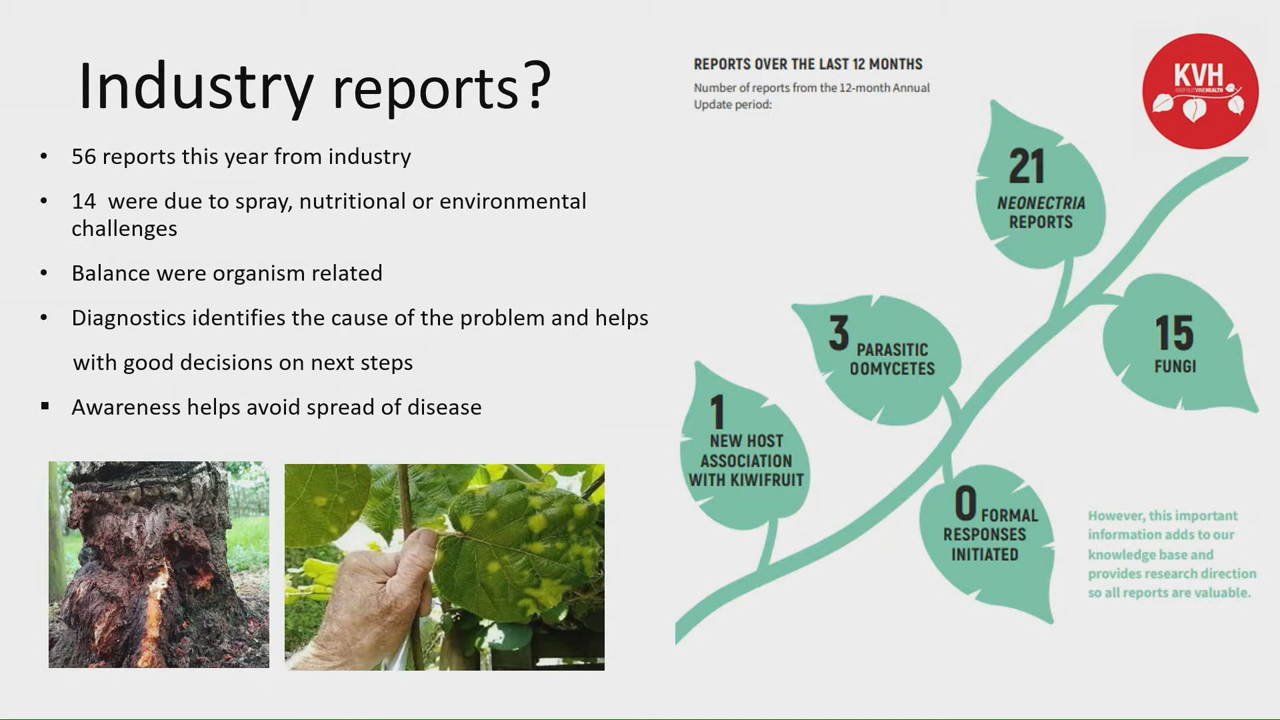 Industry reports?
• 56 reports this year from industry
• 14 were due to spray, nutritional or environmental
challenges
• Balance were organism related
• Diagnostics identifies the cause of the problem and helps
with good decisions on next steps
▪ Awareness helps avoid spread of disease
REPORTS OVER THE LAST 12 MONTHS
Number of reports from the 12-month Annual
Update period:
KVH
21
NEONECTRIA
REPORTS
15
FUNGI
3 PARASITIC
OOMYCETES
1
NEW HOST
ASSOCIATION
WITH KIWIFRUIT
0 FORMAL
RESPONSES
INITIATED
However, this important
information adds to our
knowledge base and
provides research direction
so all reports are valuable.